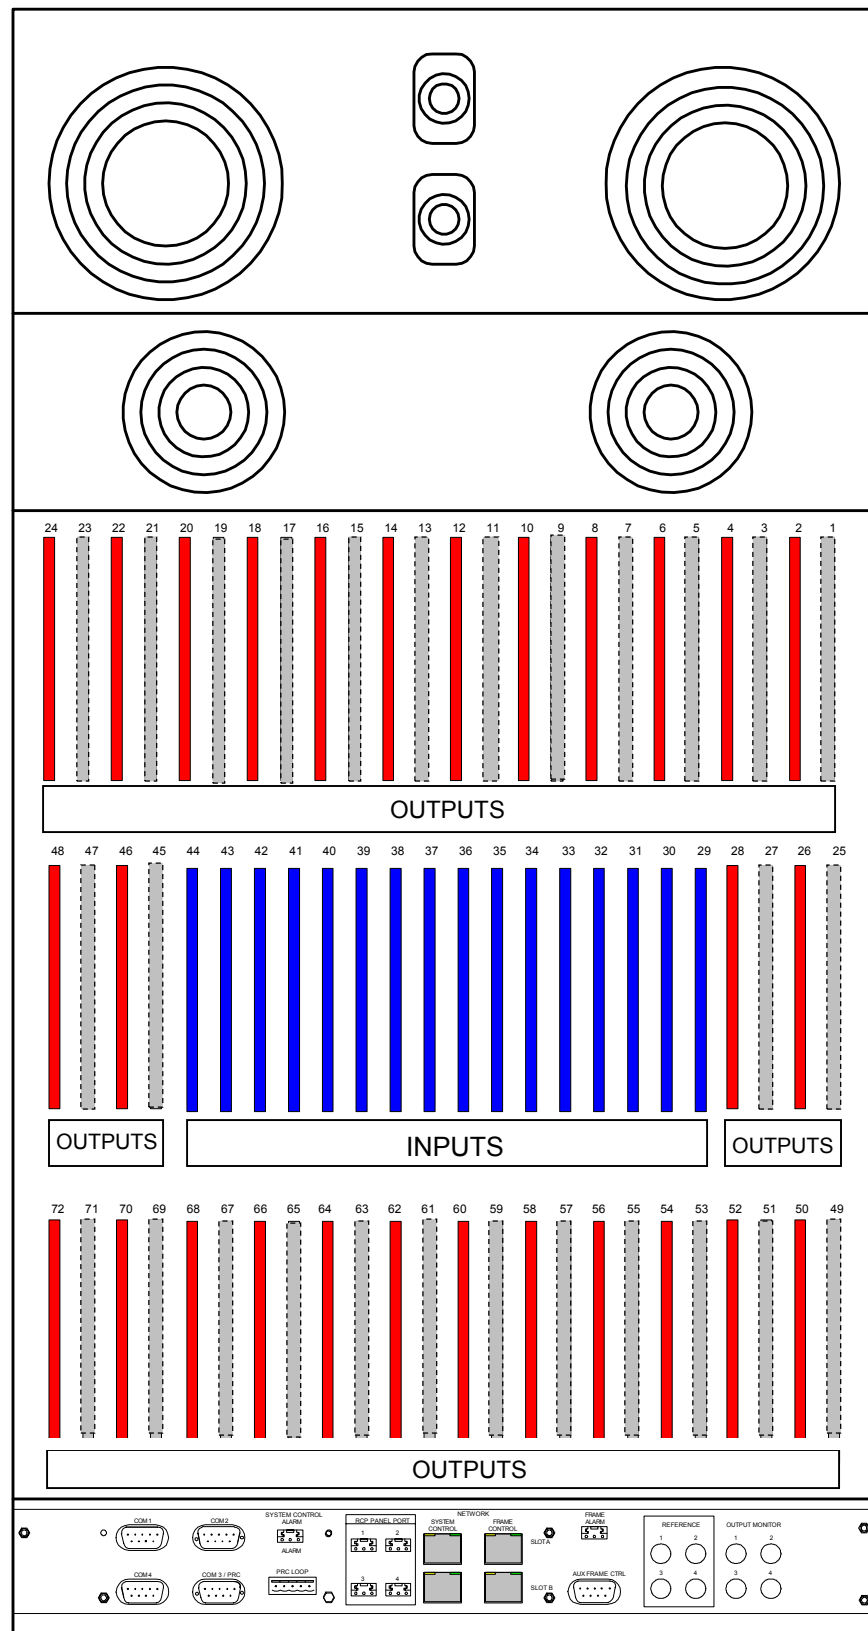 24 23 22 21 20 19 18 17 16 15 14 13 12 11 10 9 8 7 6 5 4 3 2 1
OUTPUTS
48 47 46 45 44 43 42 41 40 39 38 37 36 35 34 33 32 31 30 29 28 27 26 25
OUTPUTS INPUTS OUTPUTS
72 71 70 69 68 67 66 65 64 63 62 61 60 59 58 57 56 55 54 53 52 51 50 49
OUTPUTS
COM 1
COM 2
SYSTEM CONTROL
ALARM
ALARM
RCP PANEL PORT
1 2
3 4
NETWORK
SYSTEM
CONTROL
FRAME
CONTROL
SLOT A
SLOT B
FRAME
ALARM
REFERENCE
1 2
3 4
OUTPUT MONITOR
1 2
3 4
COM 4
COM 3 / PRC
PRC LOOP
AUX FRAME CTRL